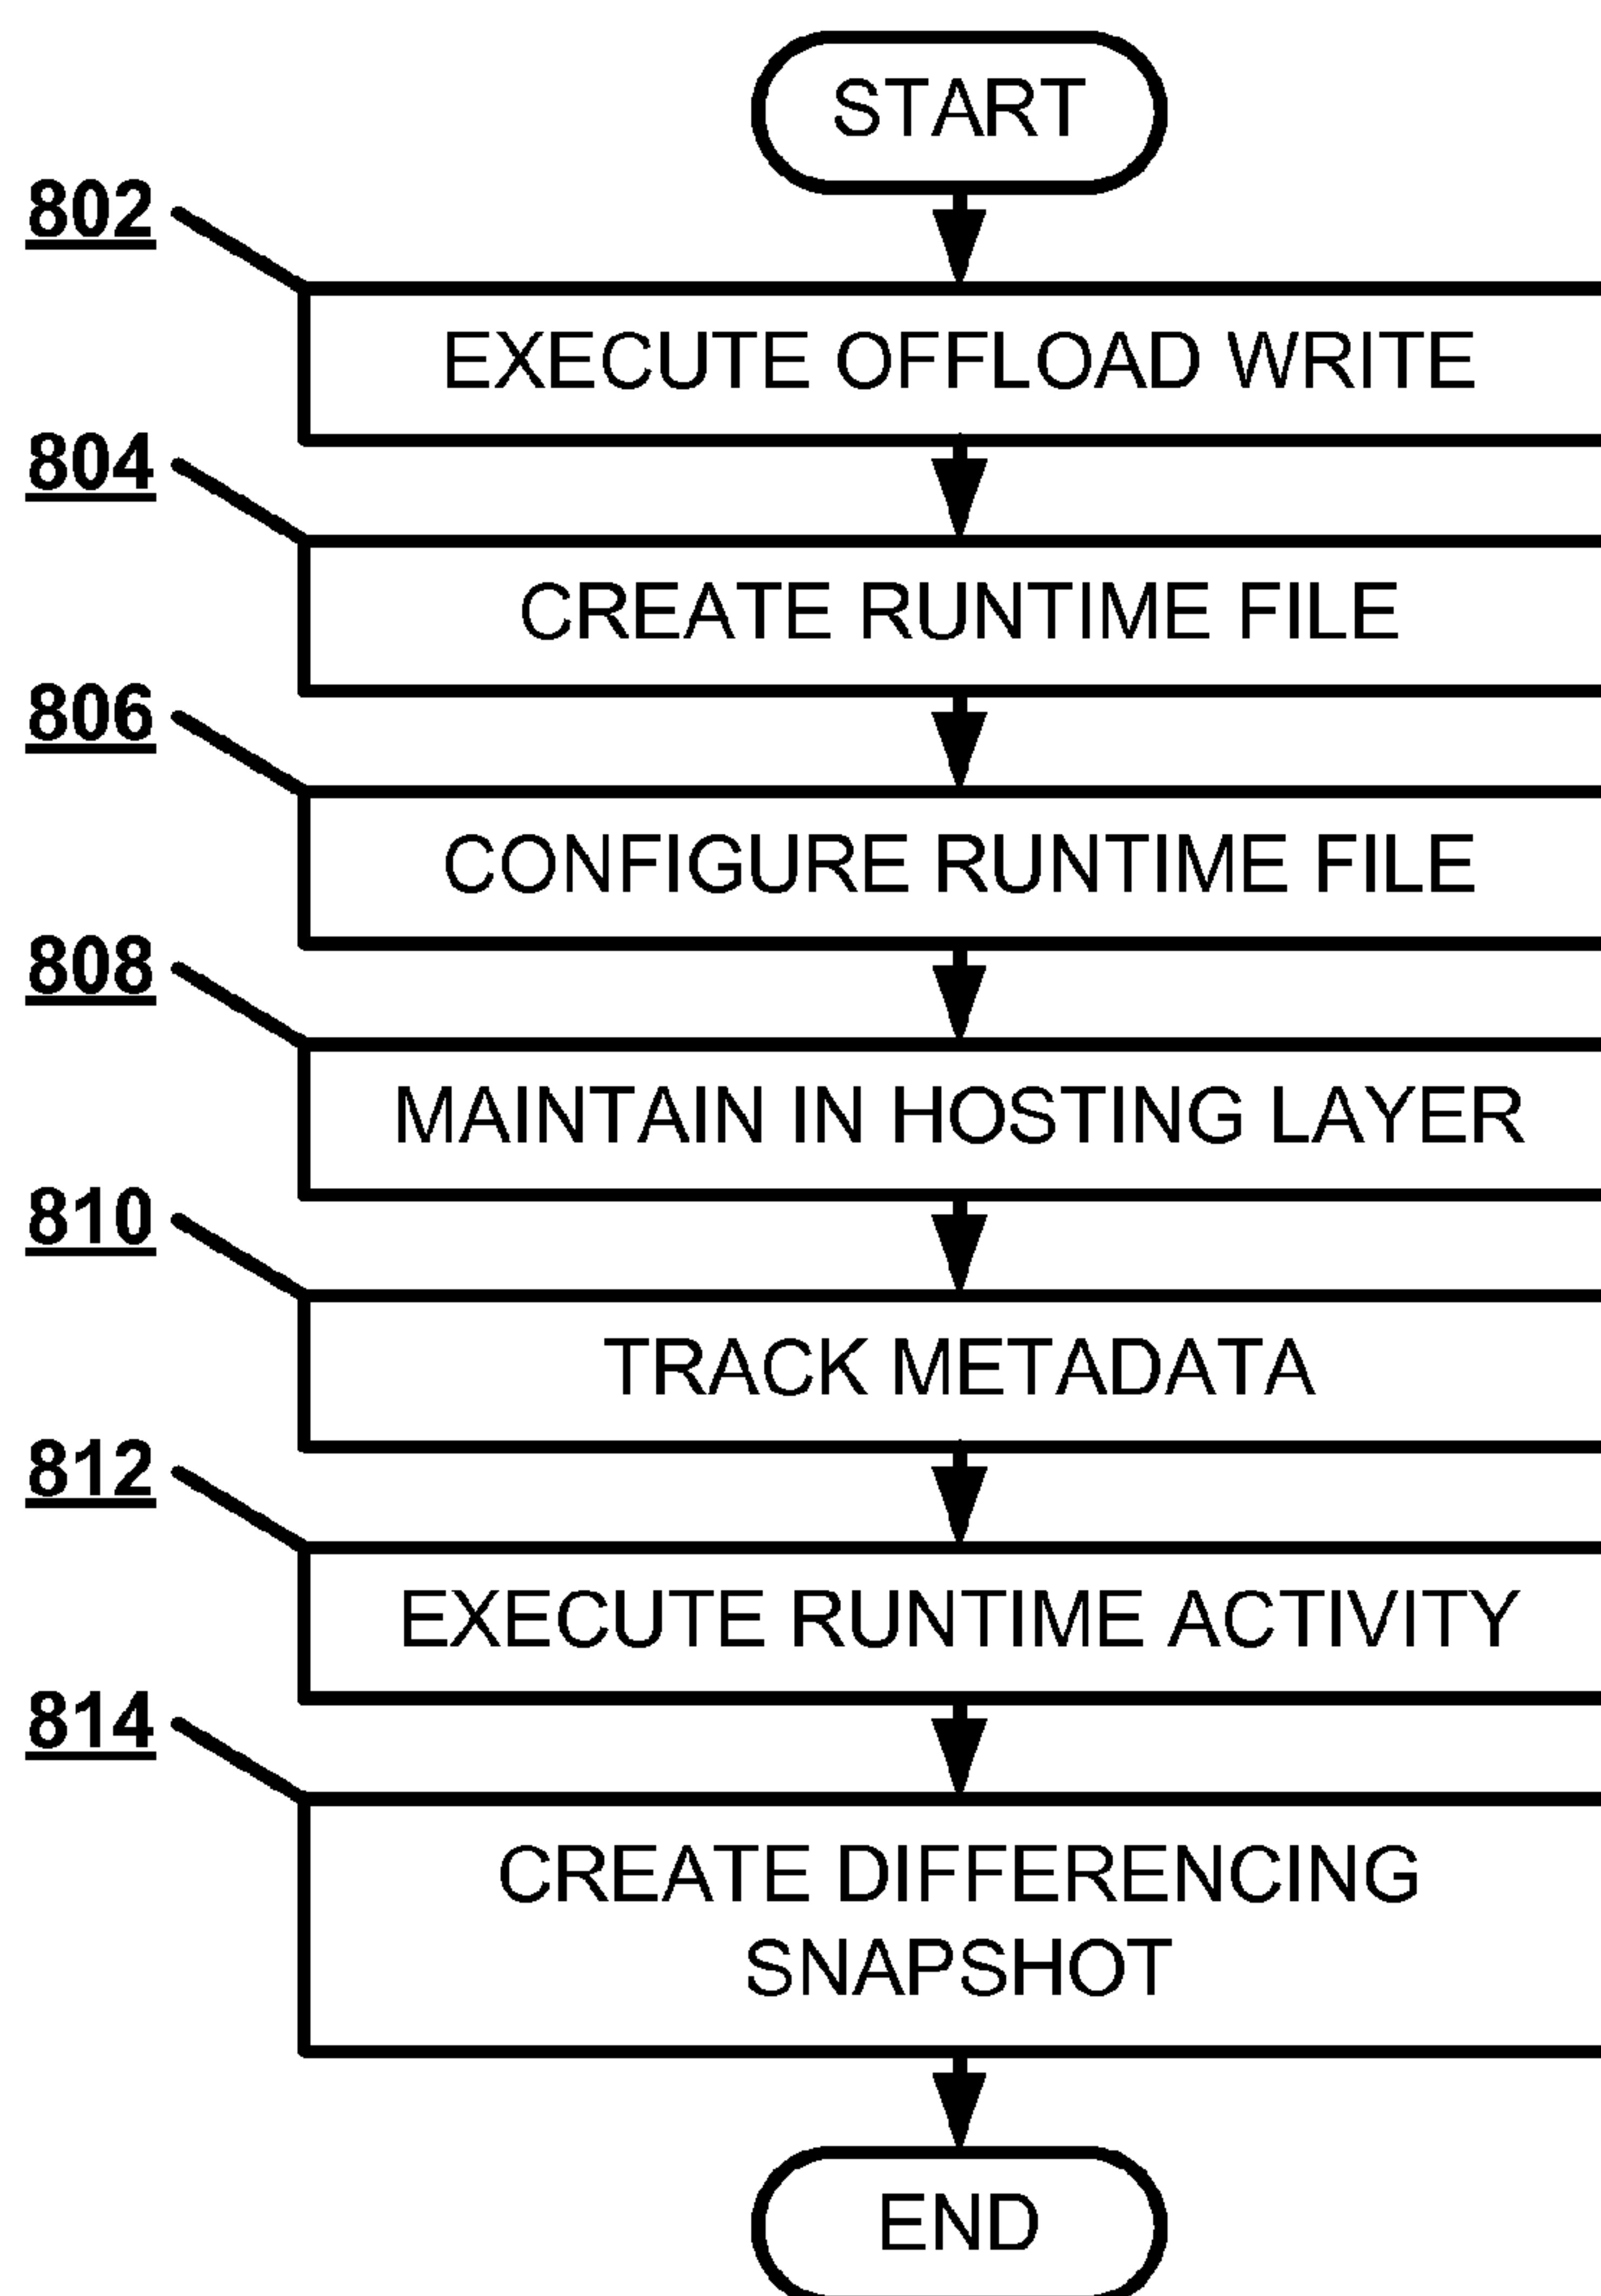 START
802
EXECUTE OFFLOAD WRITE
804
CREATE RUNTIME FILE
806
CONFIGURE RUNTIME FILE
808
MAINTAIN IN HOSTING LAYER
810
TRACK METADATA
812
EXECUTE RUNTIME ACTIVITY
814
CREATE DIFFERENCING
SNAPSHOT
END